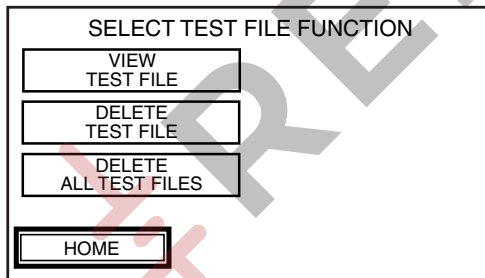 SELECT TEST FILE FUNCTION
VIEW
TEST FILE
DELETE
TEST FILE
DELETE
ALL TEST FILES
HOME